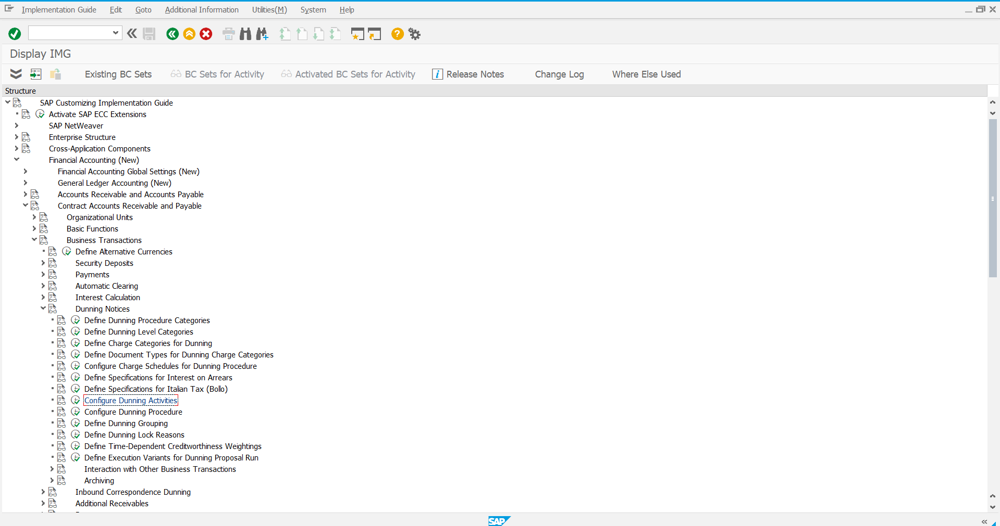 Implementation Guide Edit Goto Additional Information Utilities(M) System Help
Display IMG
Existing BC Sets BC Sets for Activity Activated BC Sets for Activity Release Notes Change Log Where Else Used
Structure
SAP Customizing Implementation Guide
Activate SAP ECC Extensions
SAP NetWeaver
Enterprise Structure
Cross-Application Components
Financial Accounting (New)
Financial Accounting Global Settings (New)
General Ledger Accounting (New)
Accounts Receivable and Accounts Payable
Contract Accounts Receivable and Payable
Organizational Units
Basic Functions
Business Transactions
Define Alternative Currencies
Security Deposits
Payments
Automatic Clearing
Interest Calculation
Dunning Notices
Define Dunning Procedure Categories
Define Dunning Level Categories
Define Charge Categories for Dunning
Define Document Types for Dunning Charge Categories
Configure Charge Schedules for Dunning Procedure
Define Specifications for Interest on Arrears
Define Specifications for Italian Tax (Bollo)
Configure Dunning Activities
Configure Dunning Procedure
Define Dunning Grouping
Define Dunning Lock Reasons
Define Time-Dependent Creditworthiness Weightings
Define Execution Variants for Dunning Proposal Run
Interaction with Other Business Transactions
Archiving
Inbound Correspondence Dunning
Additional Receivables
SAP